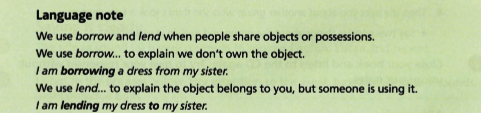 Language note
We use borrow and lend when people share objects or possessions.
We use borrow... to explain we don't own the object.
I am borrowing a dress from my sister.
We use lend... to explain the object belongs to you, but someone is using it.
I am lending my dress to my sister.